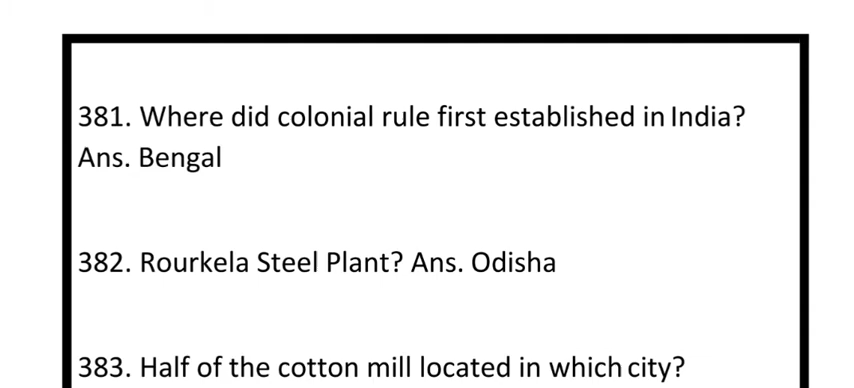 381. Where did colonial rule first established in India?
Ans. Bengal
382. Rourkela Steel Plant? Ans. Odisha
383. Half of the cotton mill located in which city?